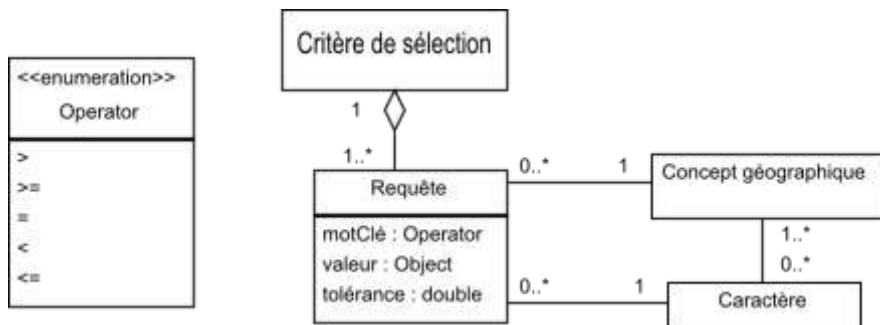 <<enumeration>>
Operator
>
>=
=
<
<=
Critère de sélection
1
1..*
Requête
motClé : Operator
valeur : Object
tolérance : double
0..*
1
Concept géographique
1..*
0..*
0..*
1
Caractère